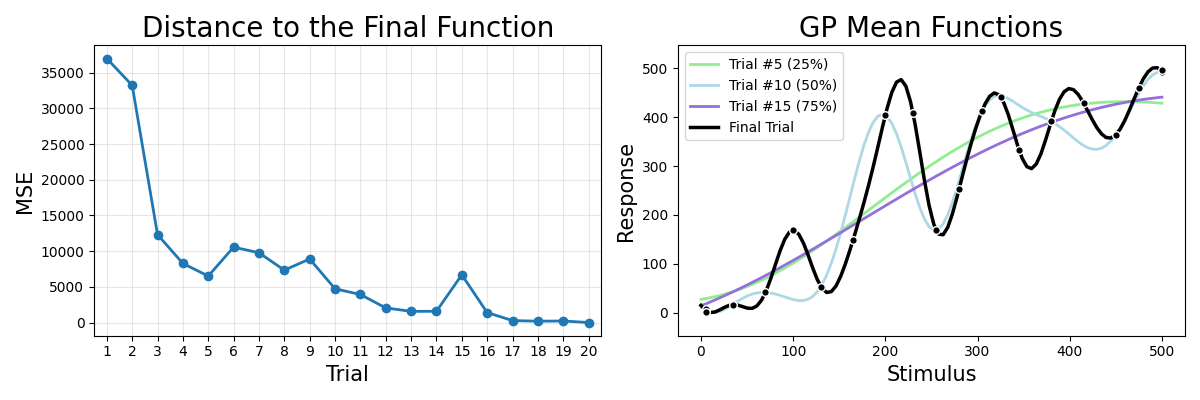 Distance to the Final Function
MSE
35000
30000
25000
20000
15000
10000
5000
0
1 2 3 4 5 6 7 8 9 10 11 12 13 14 15 16 17 18 19 20
Trial
GP Mean Functions
Trial #5 (25%)
Trial #10 (50%)
Trial #15 (75%)
Final Trial
Response
500
400
300
200
100
0
0 100 200 300 400 500
Stimulus